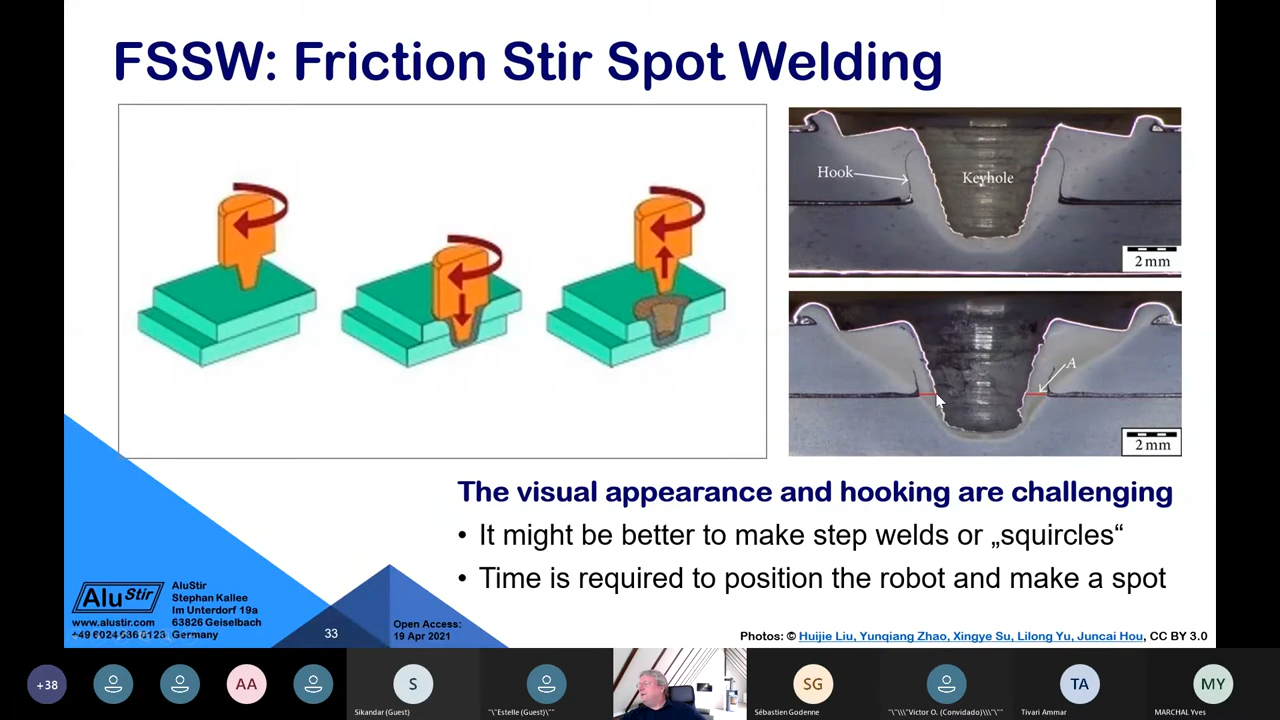 FSSW: Friction Stir Spot Welding
Hook
Keyhole
2 mm
A
2 mm
The visual appearance and hooking are challenging
• It might be better to make step welds or „squircles“
• Time is required to position the robot and make a spot
AluStir
AluStir
Stephan Kallee
Im Unterdorf 19a
www.alustir.com 63826 Geiselbach
Germany
33
Open Access:
19 Apr 2021
Photos: © Huijie Liu, Yunqiang Zhao, Xingye Su, Lilong Yu, Juncai Hou, CC BY 3.0
+38
AA
S
SG
TA
MY
Sikandar (Guest)
"\"Estelle (Guest)\""
Sébastien Godenne
"\"\\\"Victor O. (Convidado)\\\"\""
Tivari Ammar
MARCHAL Yves